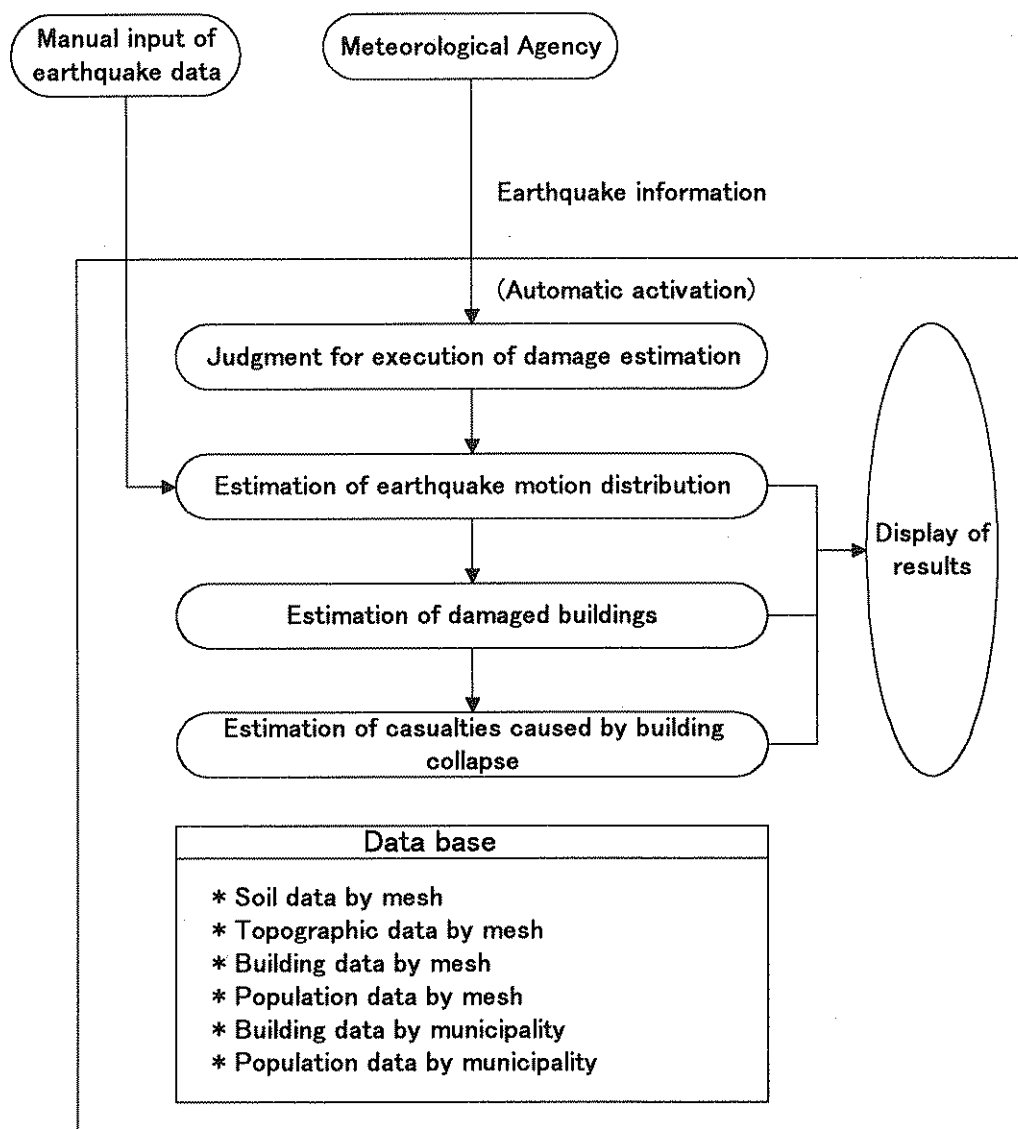 Manual input of
earthquake data
Meteorological Agency
Earthquake information
(Automatic activation)
Judgment for execution of damage estimation
Estimation of earthquake motion distribution
Estimation of damaged buildings
Estimation of casualties caused by building
collapse
Display of
results
Data base
* Soil data by mesh
* Topographic data by mesh
* Building data by mesh
* Population data by mesh
* Building data by municipality
* Population data by municipality